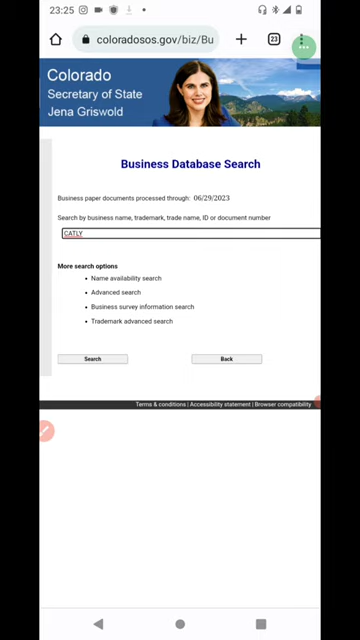 23:25
coloradosos.gov/biz/Bu
23
Colorado
Secretary of State
Jena Griswold
Business Database Search
Business paper documents processed through: 06/29/2023
Search by business name, trademark, trade name, ID or document number
CATLY
More search options
Name availability search
Advanced search
Business survey information search
Trademark advanced search
Search
Back
Terms & conditions | Accessibility statement | Browser compatibility